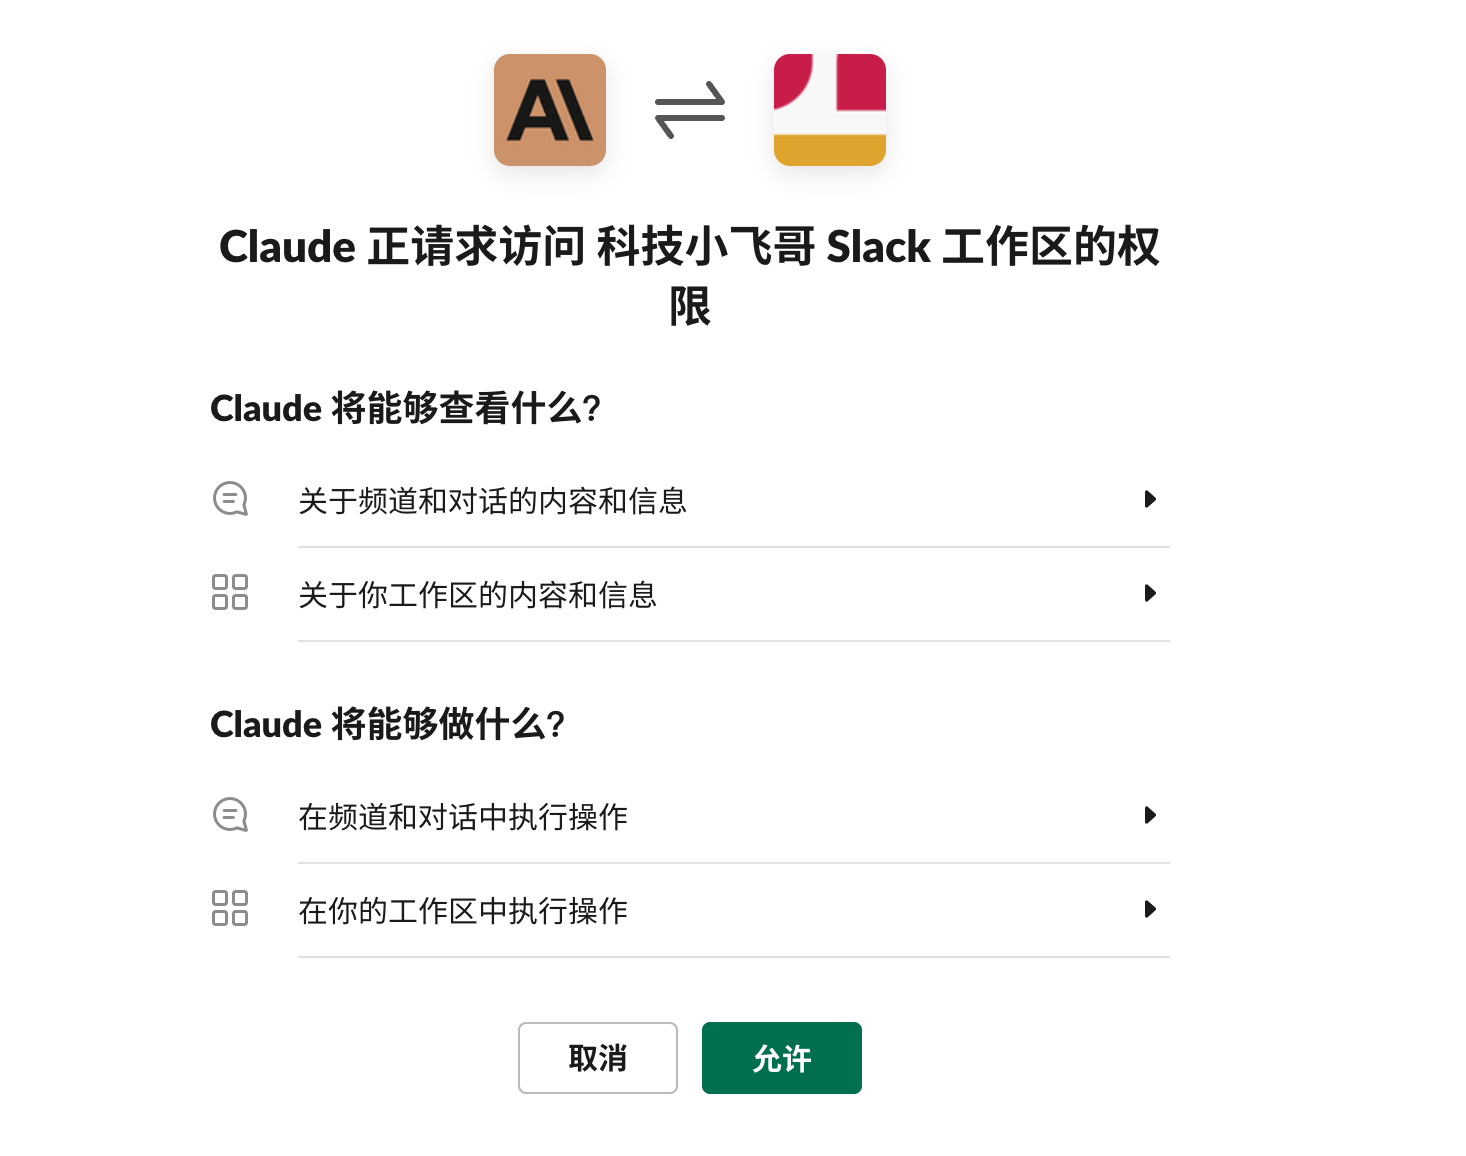 A\
Claude 正请求访问 科技小飞哥 Slack 工作区的权
限
Claude 将能够查看什么?
关于频道和对话的内容和信息
关于你工作区的内容和信息
Claude 将能够做什么?
在频道和对话中执行操作
在你的工作区中执行操作
取消
允许